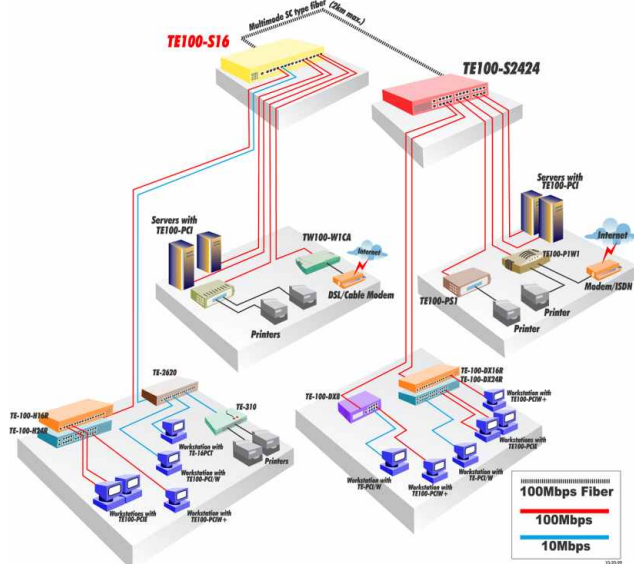 Multimode SC type fiber (2km max.)
TE100-S16
TE100-S2424
Servers with
TE100-PCI
Servers with
TE100-PCI
TW100-W1CA
Internet
DSL/Cable Modem
Printers
Internet
TE100-P1W1
TE100-PS1
Modem/ISDN
Printer
Printer
TE-2620
TE-100-H16R
TE-100-H24R
TE-310
Workstation with
TE-16PCT
Printers
Workstation with
TE100-PCI/W
Workstations with
TE100-PCIE
Workstation with
TE100-PCIW+
TE-100-DX16R
TE-100-DX24R
TE-100-DX8
Workstation with
TE100-PCIW+
Workstations with
TE100-PCIE
Workstation with
TE-PCI/W
Workstation with
TE100-PCIW+
Workstation with
TE-PCI/W
100Mbps Fiber
100Mbps
10Mbps